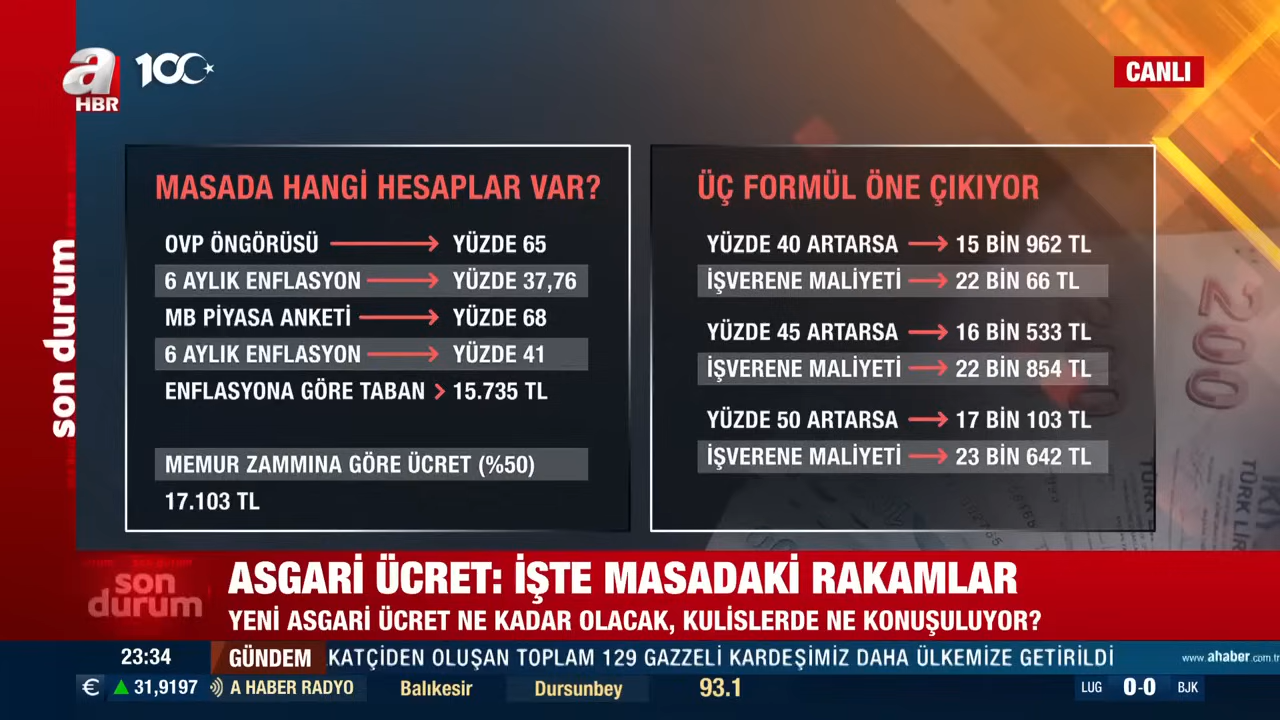 a
HBR
100
CANLI
son durum
MASADA HANGİ HESAPLAR VAR?
OVP ÖNGÖRÜSÜ → YÜZDE 65
6 AYLIK ENFLASYON → YÜZDE 37,76
MB PİYASA ANKETİ → YÜZDE 68
6 AYLIK ENFLASYON → YÜZDE 41
ENFLASYONA GÖRE TABAN > 15.735 TL
MEMUR ZAMMINA GÖRE ÜCRET (%50)
17.103 TL
ÜÇ FORMÜL ÖNE ÇIKIYOR
YÜZDE 40 ARTARSA → 15 BİN 962 TL
İŞVERENE MALİYETİ → 22 BİN 66 TL
YÜZDE 45 ARTARSA → 16 BİN 533 TL
İŞVERENE MALİYETİ → 22 BİN 854 TL
YÜZDE 50 ARTARSA → 17 BİN 103 TL
İŞVERENE MALİYETİ → 23 BİN 642 TL
200
son
durum
ASGARİ ÜCRET: İŞTE MASADAKİ RAKAMLAR
YENİ ASGARİ ÜCRET NE KADAR OLACAK, KULİSLERDE NE KONUŞULUYOR?
23:34 GÜNDEM KATÇİDEN OLUŞAN TOPLAM 129 GAZZELİ KARDEŞİMİZ DAHA ÜLKEMİZE GETİRİLDİ www.ahaber.com.tr
€ ▲ 31,9197 A HABER RADYO Balıkesir Dursunbey 93.1 LUG 0-0 BJK